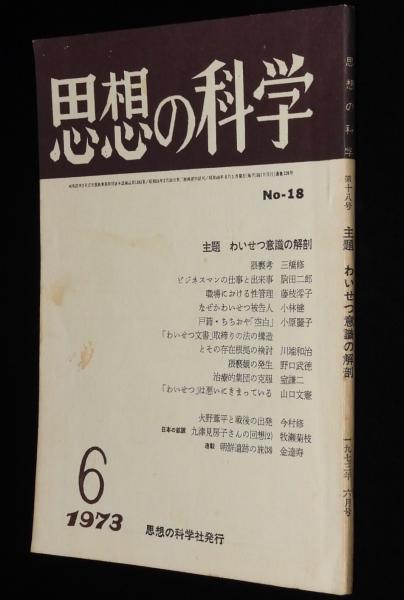 思想の科学
No-18
主題 わいせつ意識の解剖
猥褻考 三橋修
ビジネスマンの仕事と出来事 駒田二郎
職場における性管理 藤枝澪子
なぜかわいせつ被告人 小林健
戸籍・ちちおや「空白」 小原麗子
「わいせつ文書」取締りの法の構造
とその存在根拠の検討 川端和治
猥褻観の発生 野口武徳
治療的集団の克服 室謙二
「わいせつ」は悪いにきまっている 山口文憲
大野蕙平と戦後の出発 今村修
日本の鉱脈 九津見房子さんの回想(2) 牧瀬菊枝
連載 朝鮮遺跡の旅 金達寿
6
1973
思想の科学社発行
思想の科学
第十八号
主題 わいせつ意識の解剖
一九七三年 六月号